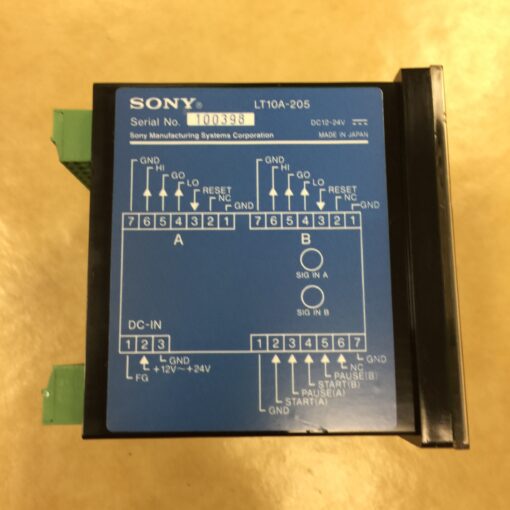 SONY® LT10A-205
Serial No. 100398 DC12-24V
Sony Manufacturing Systems Corporation MADE IN JAPAN
GND GND
HI HI
GO GO
LO LO
RESET RESET
NC NC
GND GND
7 6 5 4 3 2 1 7 6 5 4 3 2 1
A B
SIG IN A
SIG IN B
DC-IN
1 2 3 1 2 3 4 5 6 7
GND GND
+12V～+24V NC
FG PAUSE(B)
START(B)
PAUSE(A)
START(A)
GND